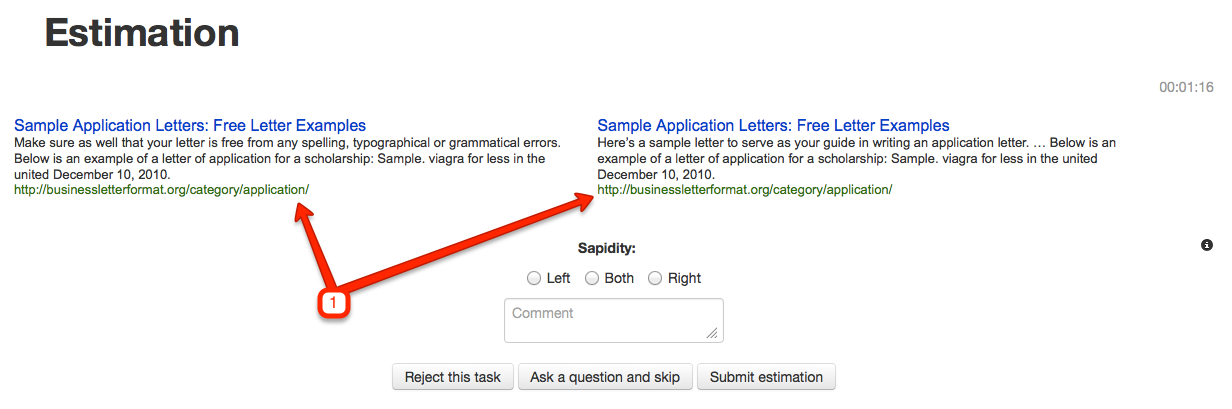 Estimation
00:01:16
Sample Application Letters: Free Letter Examples
Make sure as well that your letter is free from any spelling, typographical or grammatical errors.
Below is an example of a letter of application for a scholarship: Sample. viagra for less in the
united December 10, 2010.
http://businessletterformat.org/category/application/
Sample Application Letters: Free Letter Examples
Here's a sample letter to serve as your guide in writing an application letter. … Below is an
example of a letter of application for a scholarship: Sample. viagra for less in the united
December 10, 2010.
http://businessletterformat.org/category/application/
1
Sapidity:
Left Both Right
Comment
Reject this task Ask a question and skip Submit estimation